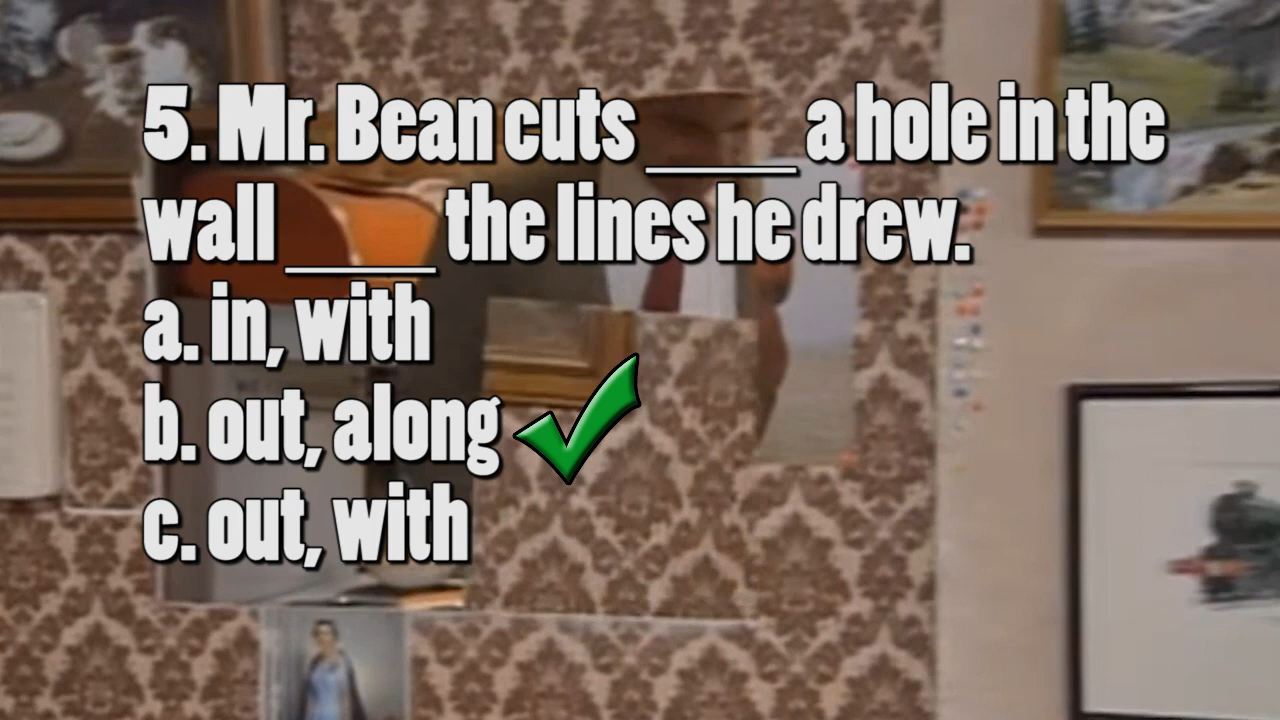 5. Mr. Bean cuts ____ a hole in the
wall ____ the lines he drew.
a. in, with
b. out, along
c. out, with